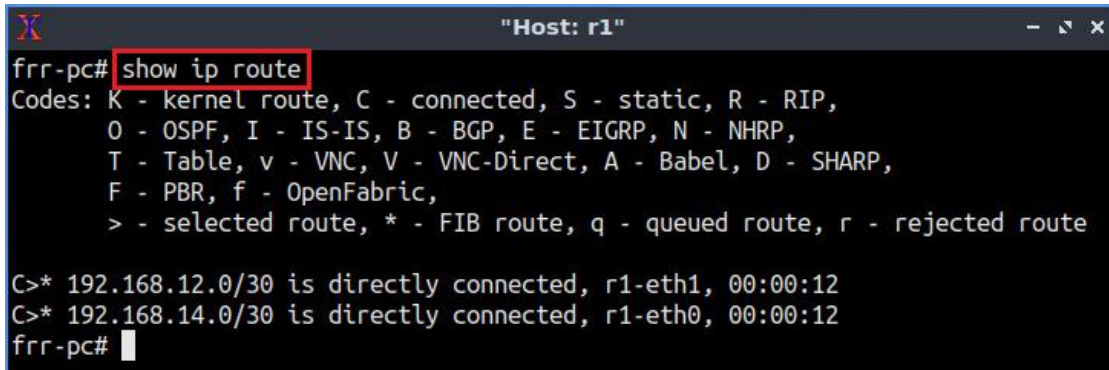 "Host: r1"
frr-pc# show ip route
Codes: K - kernel route, C - connected, S - static, R - RIP,
       O - OSPF, I - IS-IS, B - BGP, E - EIGRP, N - NHRP,
       T - Table, v - VNC, V - VNC-Direct, A - Babel, D - SHARP,
       F - PBR, f - OpenFabric,
       > - selected route, * - FIB route, q - queued route, r - rejected route

C>* 192.168.12.0/30 is directly connected, r1-eth1, 00:00:12
C>* 192.168.14.0/30 is directly connected, r1-eth0, 00:00:12
frr-pc#